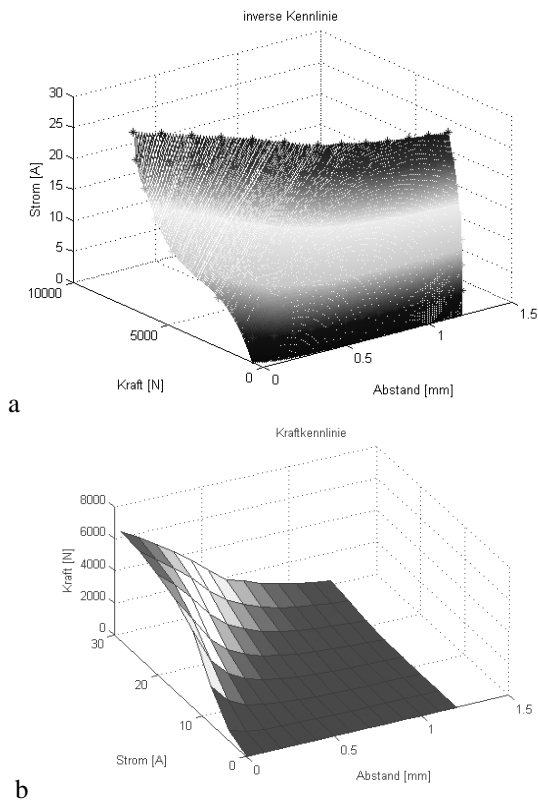 inverse Kennlinie
30
25
20
15
10
5
0
Strom [A]
10000
5000
0
Kraft [N]
0
0.5
1
1.5
Abstand [mm]
a
Kraftkennlinie
8000
6000
4000
2000
0
Kraft [N]
30
20
10
0
Strom [A]
0
0.5
1
1.5
Abstand [mm]
b